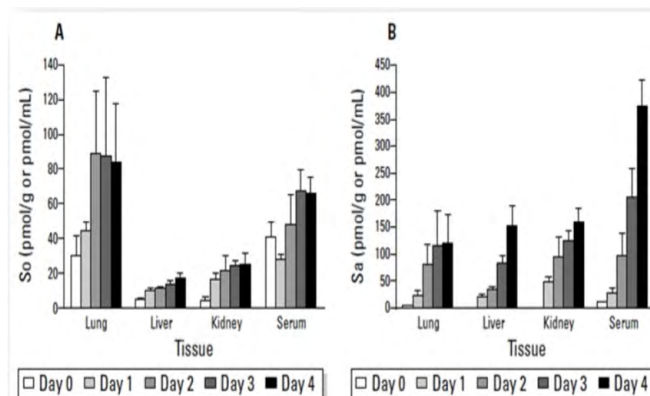 A
So (pmol/g or pmol/mL)
140
120
100
80
60
40
20
0
Lung Liver Kidney Serum
Tissue
Day 0 Day 1 Day 2 Day 3 Day 4
B
Sa (pmol/g or pmol/mL)
450
400
350
300
250
200
150
100
50
0
Lung Liver Kidney Serum
Tissue
Day 0 Day 1 Day 2 Day 3 Day 4